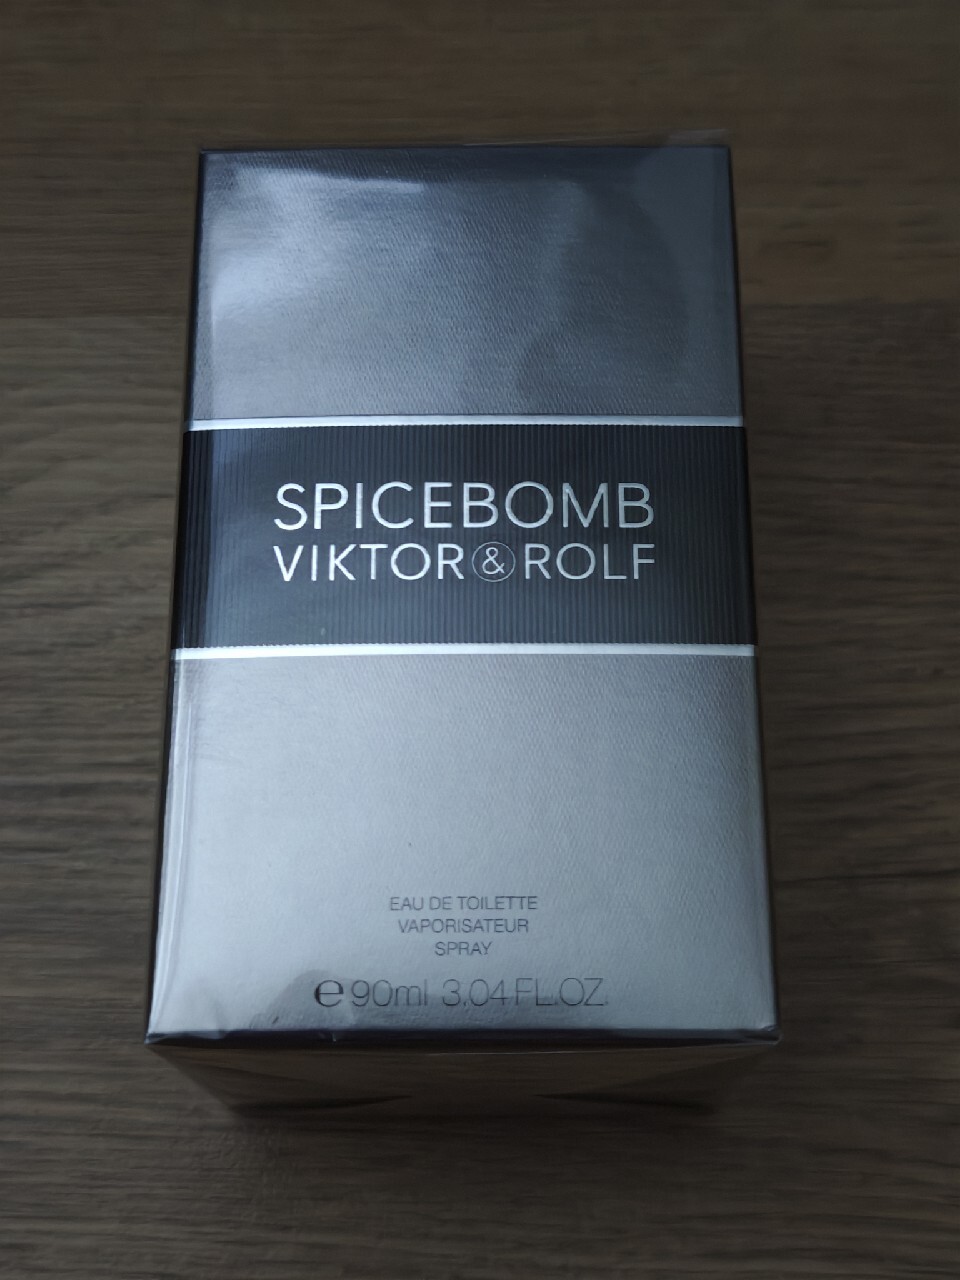 SPICEBOMB
VIKTOR & ROLF
EAU DE TOILETTE
VAPORISATEUR
SPRAY
e 90ml 3,04 FL.OZ.